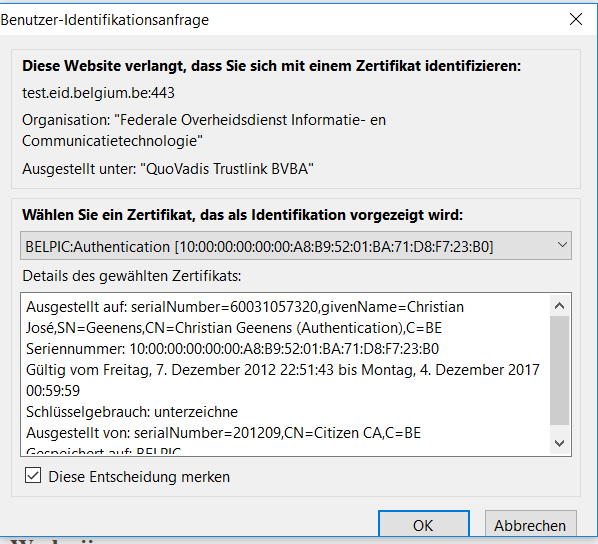 Benutzer-Identifikationsanfrage
Diese Website verlangt, dass Sie sich mit einem Zertifikat identifizieren:
test.eid.belgium.be:443
Organisation: "Federale Overheidsdienst Informatie- en
Communicatietechnologie"
Ausgestellt unter: "QuoVadis Trustlink BVBA"
Wählen Sie ein Zertifikat, das als Identifikation vorgezeigt wird:
BELPIC:Authentication [10:00:00:00:00:00:A8:B9:52:01:BA:71:D8:F7:23:B0]
Details des gewählten Zertifikats:
Ausgestellt auf: serialNumber=60031057320,givenName=Christian
José,SN=Geenens,CN=Christian Geenens (Authentication),C=BE
Seriennummer: 10:00:00:00:00:00:A8:B9:52:01:BA:71:D8:F7:23:B0
Gültig vom Freitag, 7. Dezember 2012 22:51:43 bis Montag, 4. Dezember 2017
00:59:59
Schlüsselgebrauch: unterzeichne
Ausgestellt von: serialNumber=201209,CN=Citizen CA,C=BE
Gespeichert auf: BELPIC
Diese Entscheidung merken
OK Abbrechen